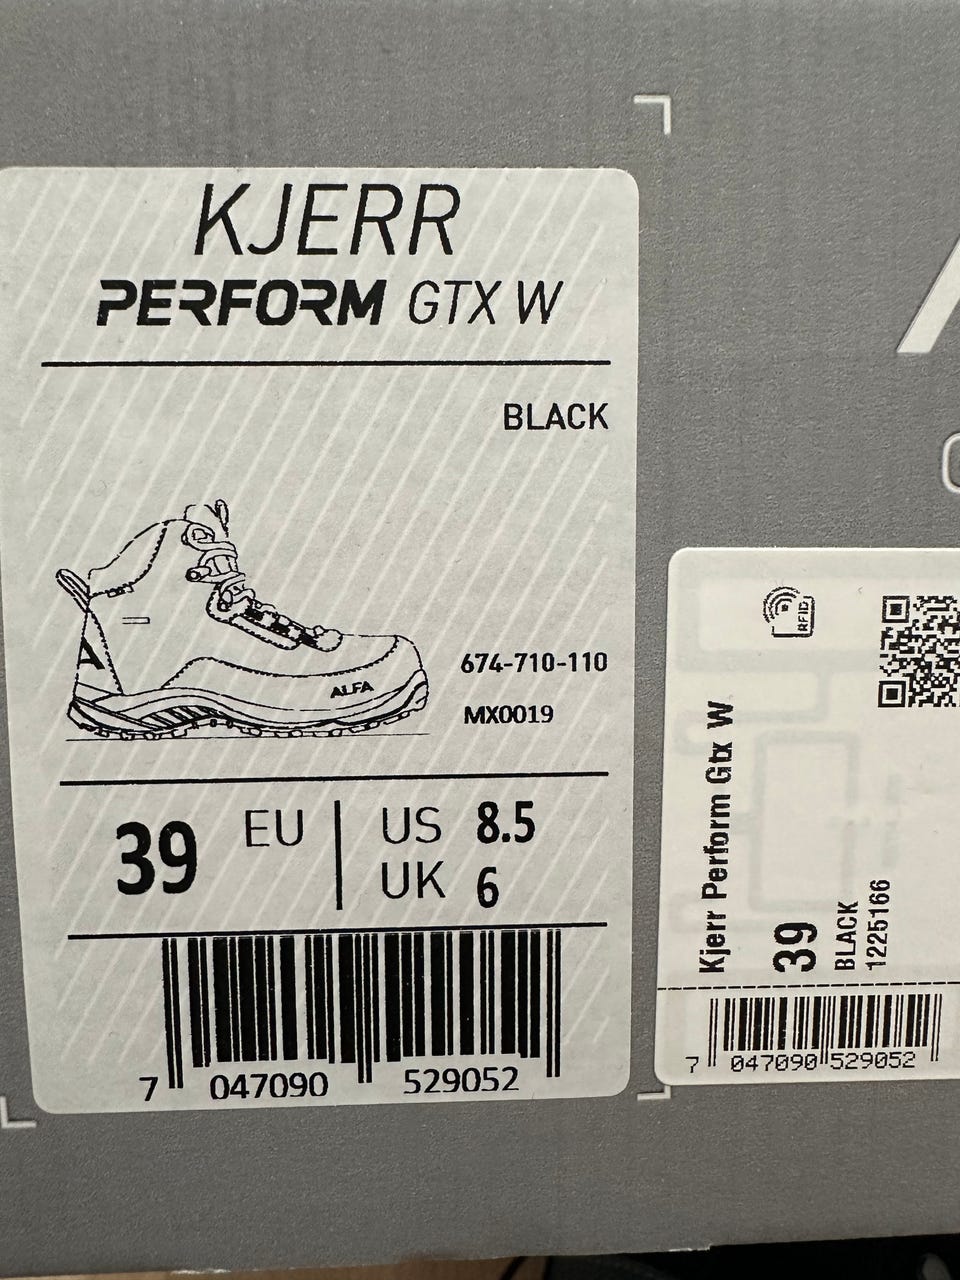 KJERR
PERFORM GTX W
BLACK
A
ALFA
674-710-110
MX0019
39 EU
US 8.5
UK 6
7 047090 529052
RFID
Kjerr Perform Gtx W
39
BLACK
1225166
7 047090 529052